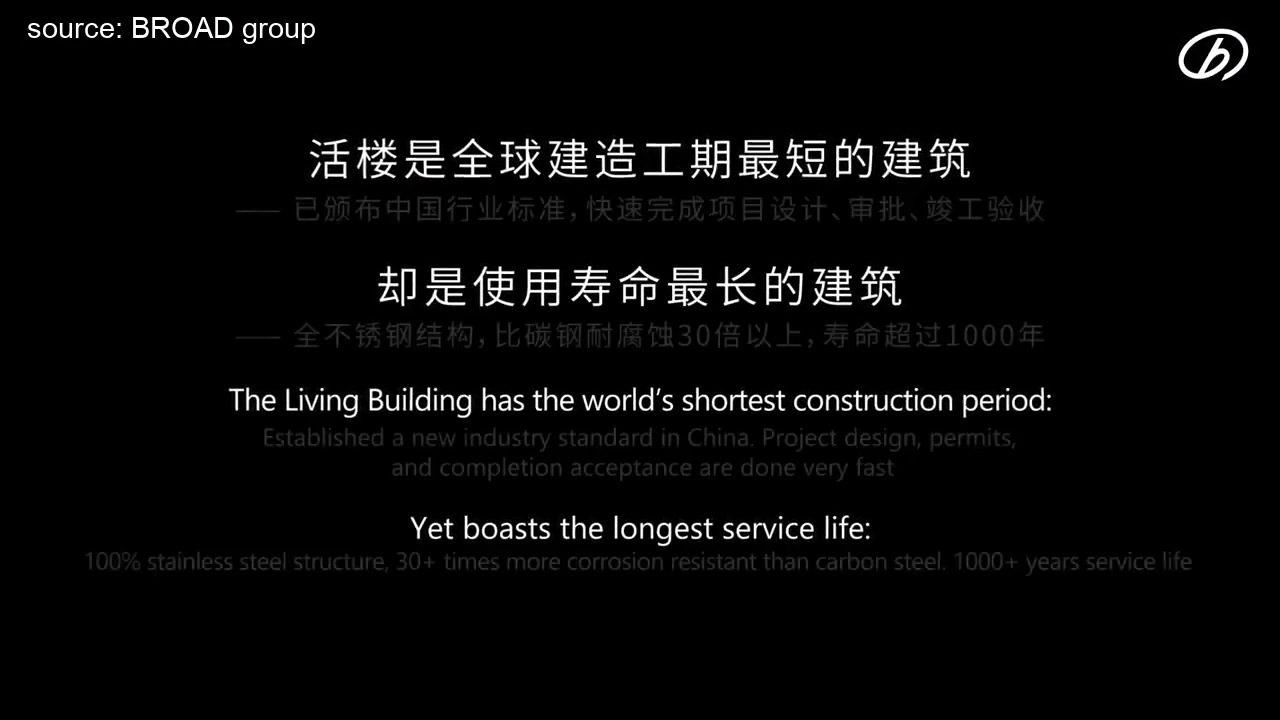 source: BROAD group
活楼是全球建造工期最短的建筑
—— 已颁布中国行业标准，快速完成项目设计、审批、竣工验收
却是使用寿命最长的建筑
—— 全不锈钢结构，比碳钢耐腐蚀30倍以上，寿命超过1000年
The Living Building has the world’s shortest construction period:
Established a new industry standard in China. Project design, permits,
and completion acceptance are done very fast
Yet boasts the longest service life:
100% stainless steel structure, 30+ times more corrosion resistant than carbon steel. 1000+ years service life